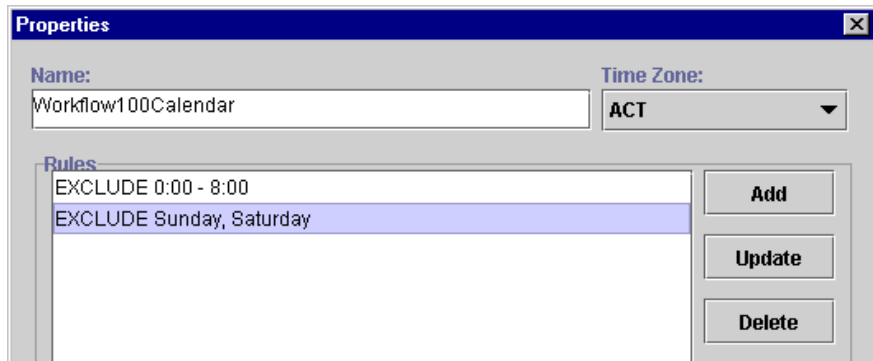 Properties
Name:
Time Zone:
Workflow100Calendar
ACT
Rules
EXCLUDE 0:00 - 8:00
EXCLUDE Sunday, Saturday
Add
Update
Delete